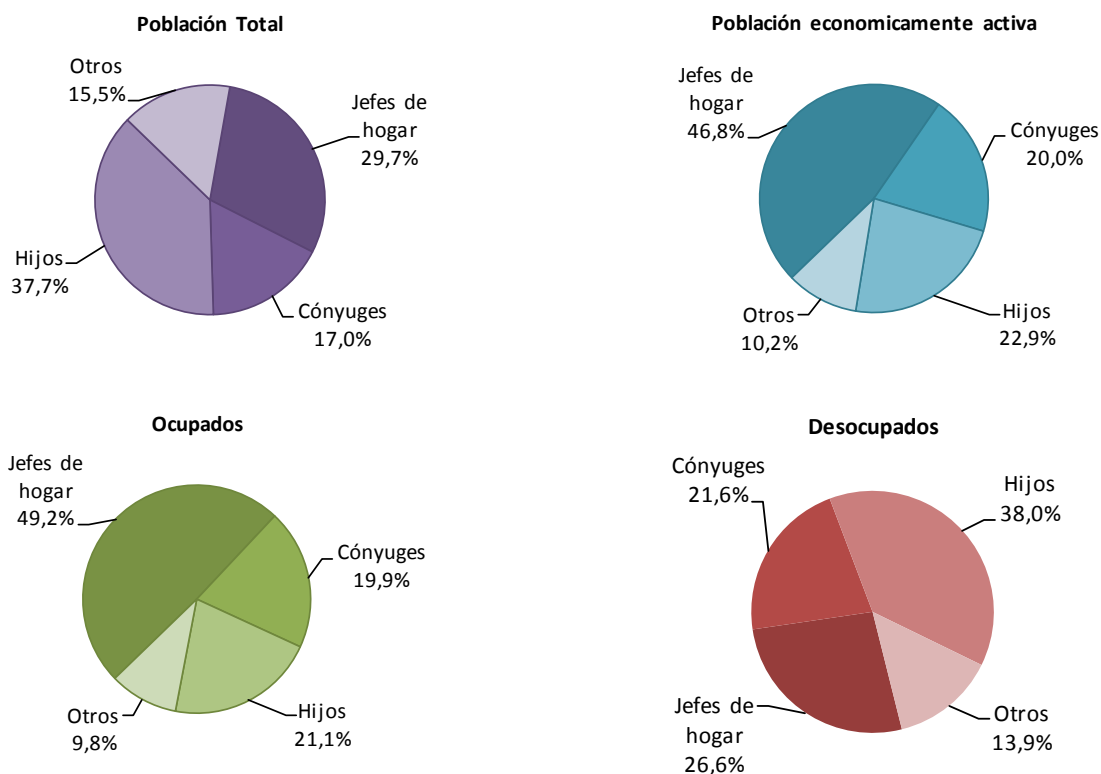 Población Total
Otros
15,5%
Jefes de
hogar
29,7%
Hijos
37,7%
Cónyuges
17,0%
Población economicamente activa
Jefes de
hogar
46,8%
Cónyuges
20,0%
Otros
10,2%
Hijos
22,9%
Ocupados
Jefes de
hogar
49,2%
Cónyuges
19,9%
Otros
9,8%
Hijos
21,1%
Desocupados
Cónyuges
21,6%
Hijos
38,0%
Jefes de
hogar
26,6%
Otros
13,9%